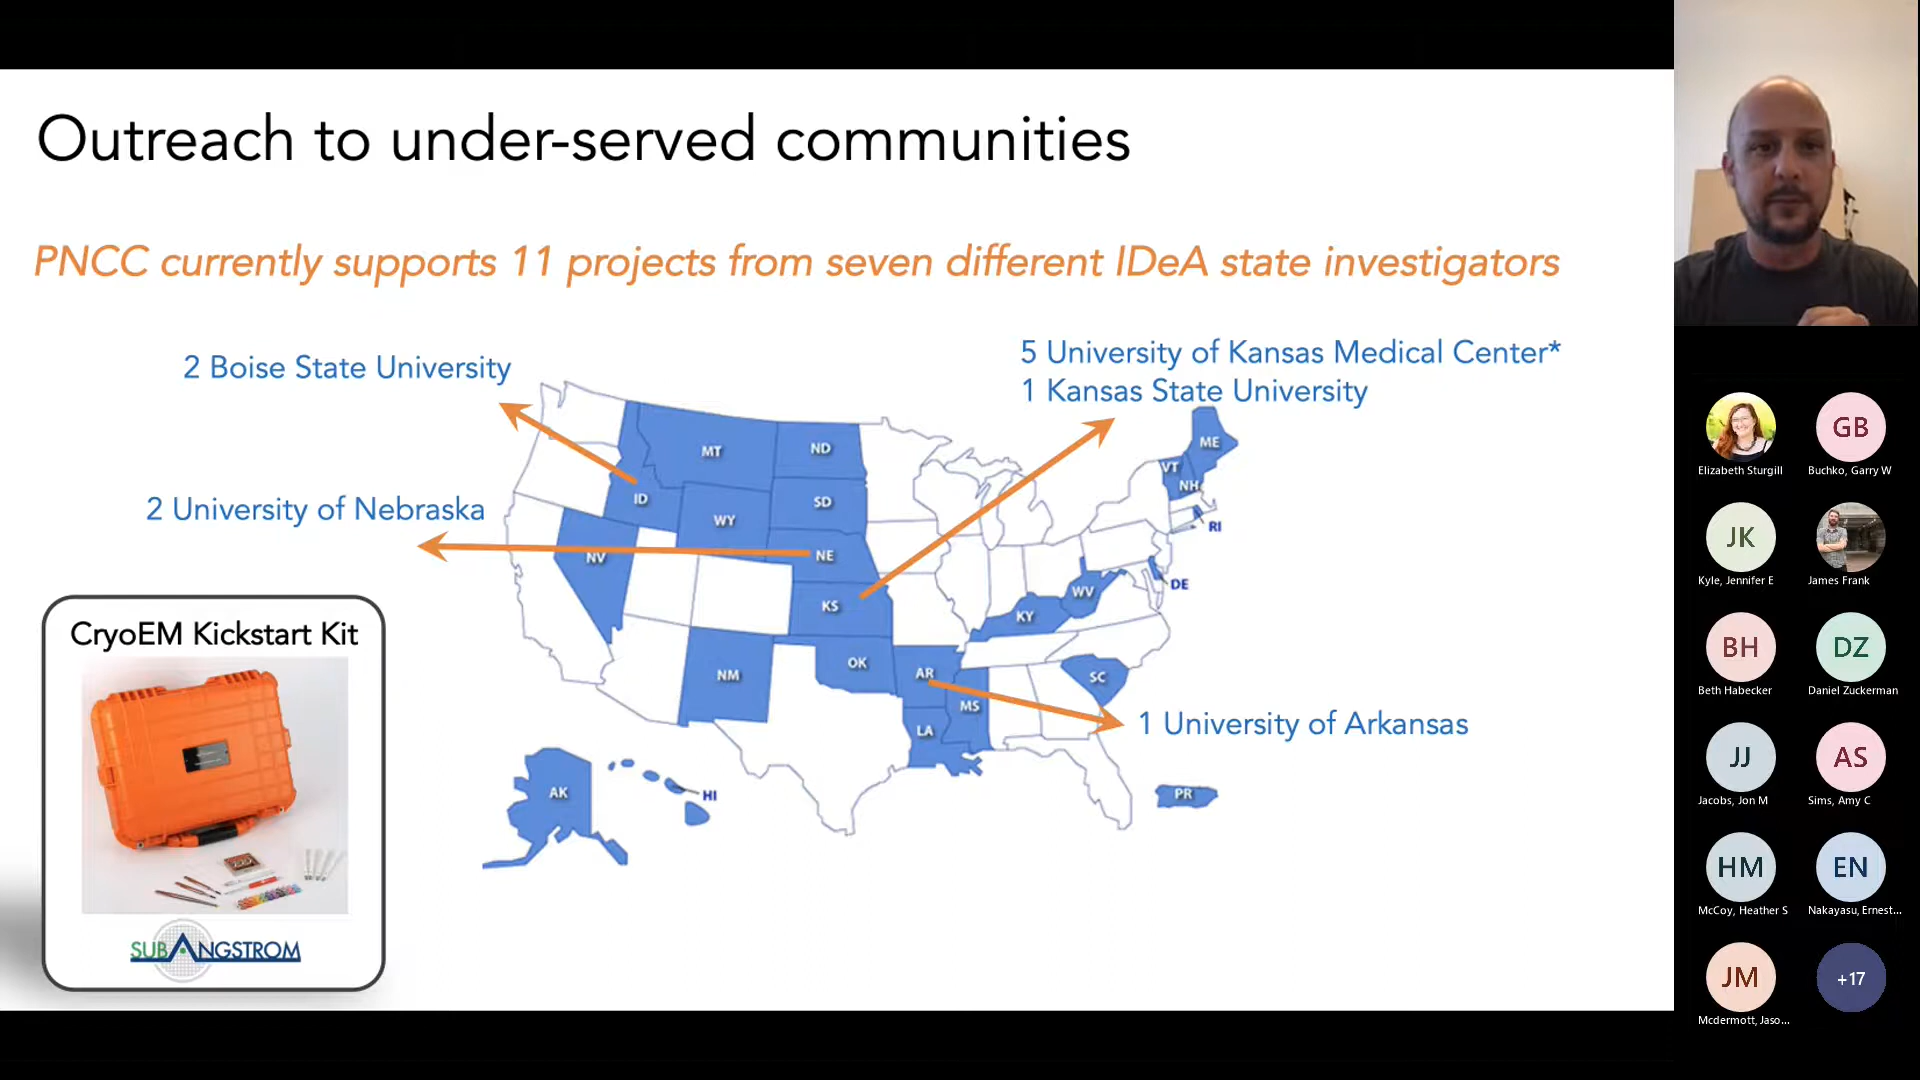 Outreach to under-served communities
PNCC currently supports 11 projects from seven different IDeA state investigators
2 Boise State University
5 University of Kansas Medical Center*
1 Kansas State University
2 University of Nebraska
1 University of Arkansas
MT
ND
ID
WY
SD
NV
NE
KS
NM
OK
AR
LA
MS
KY
WV
SC
ME
VT
NH
RI
DE
AK
HI
PR
CryoEM Kickstart Kit
SUBANGSTROM
Elizabeth Sturgill
GB
Buchko, Garry W
JK
Kyle, Jennifer E
James Frank
BH
Beth Habecker
DZ
Daniel Zuckerman
JJ
Jacobs, Jon M
AS
Sims, Amy C
HM
McCoy, Heather S
EN
Nakayasu, Ernest...
JM
Mcdermott, Jaso...
+17